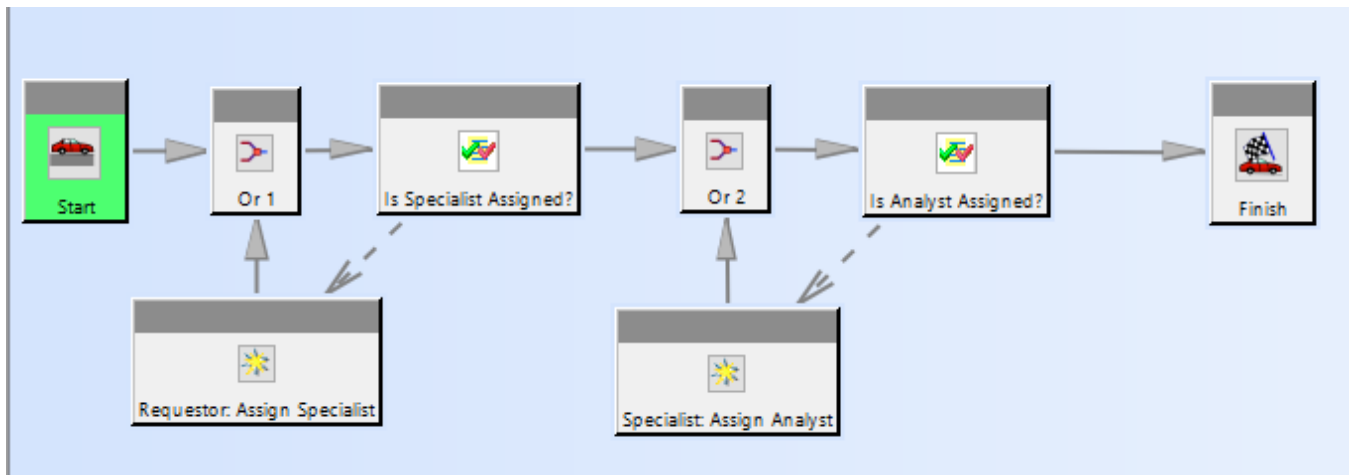 Start
Or 1
Is Specialist Assigned?
Or 2
Is Analyst Assigned?
Finish
Requestor: Assign Specialist
Specialist: Assign Analyst